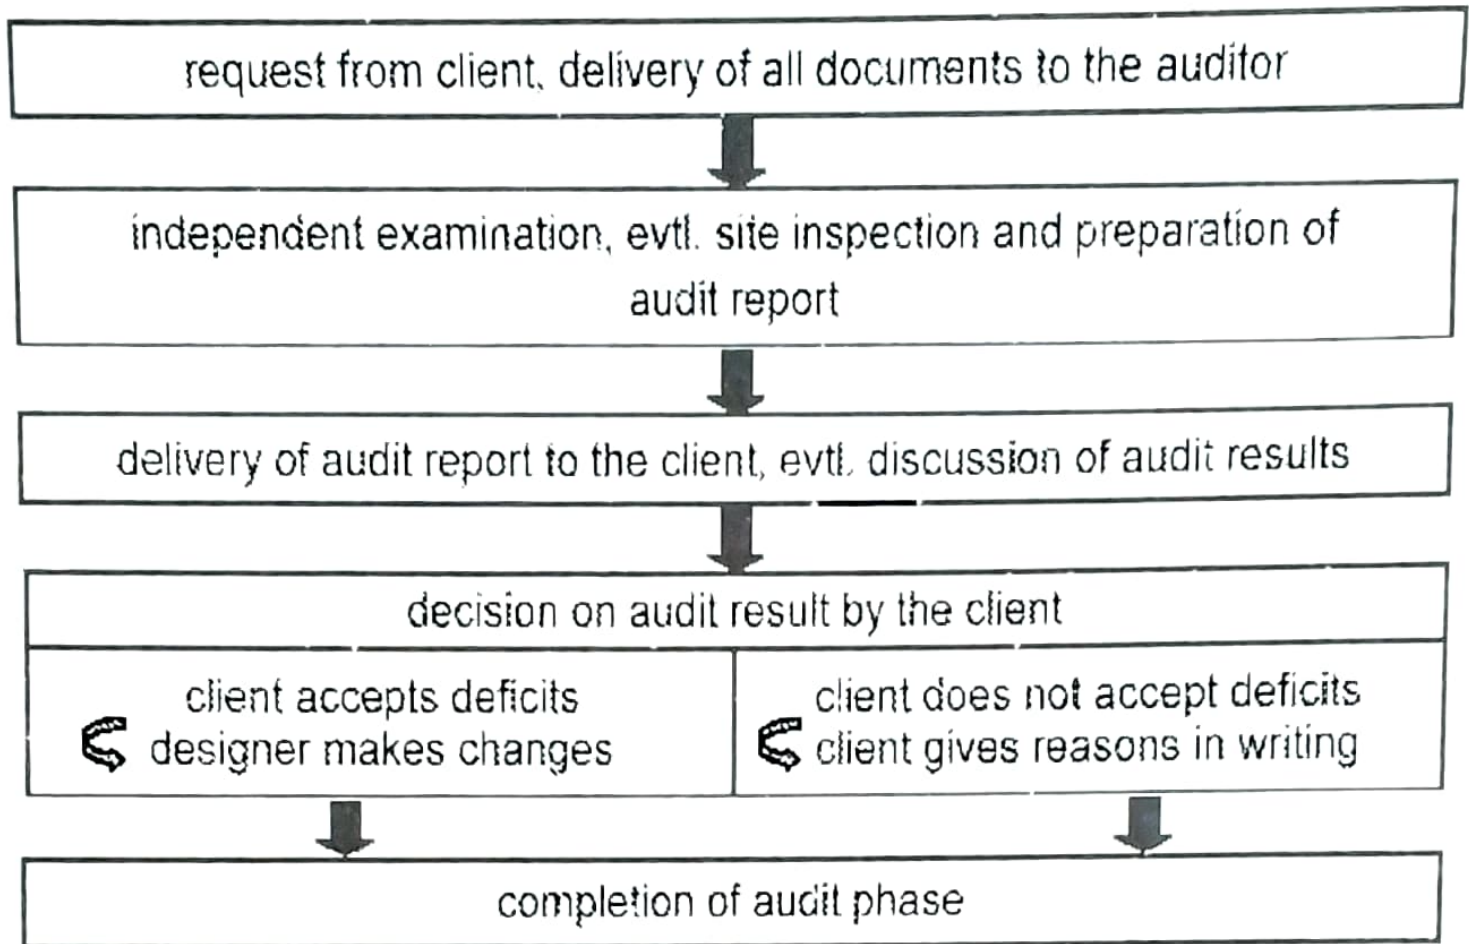 request from client, delivery of all documents to the auditor
independent examination, evtl. site inspection and preparation of
audit report
delivery of audit report to the client, evtl. discussion of audit results
decision on audit result by the client
client accepts deficits
designer makes changes
client does not accept deficits
client gives reasons in writing
completion of audit phase